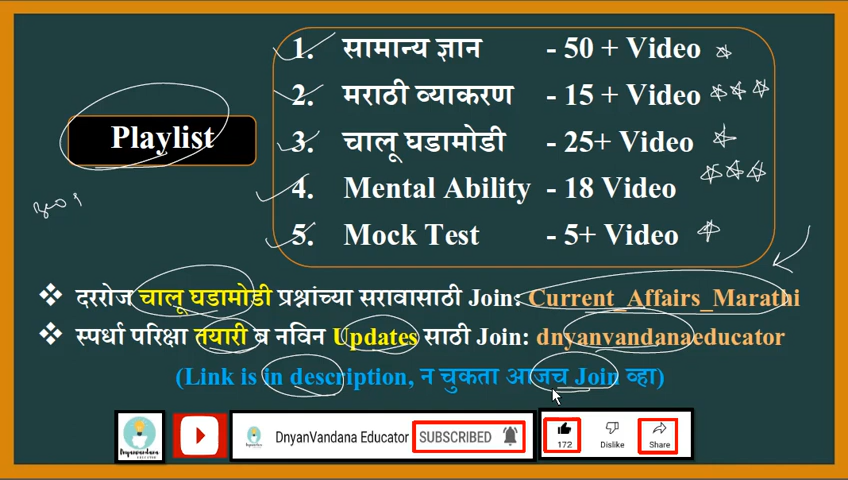 Playlist
1. सामान्य ज्ञान - 50 + Video
2. मराठी व्याकरण - 15 + Video
3. चालू घडामोडी - 25+ Video
4. Mental Ability - 18 Video
5. Mock Test - 5+ Video
❖ दररोज चालू घडामोडी प्रश्नांच्या सरावासाठी Join: Current_Affairs_Marathi
❖ स्पर्धा परिक्षा तयारी ब नविन Updates साठी Join: dnyanvandanaeducator
(Link is in description, न चुकता आजच Join व्हा)
DnyanVandana Educator SUBSCRIBED
172 Dislike Share